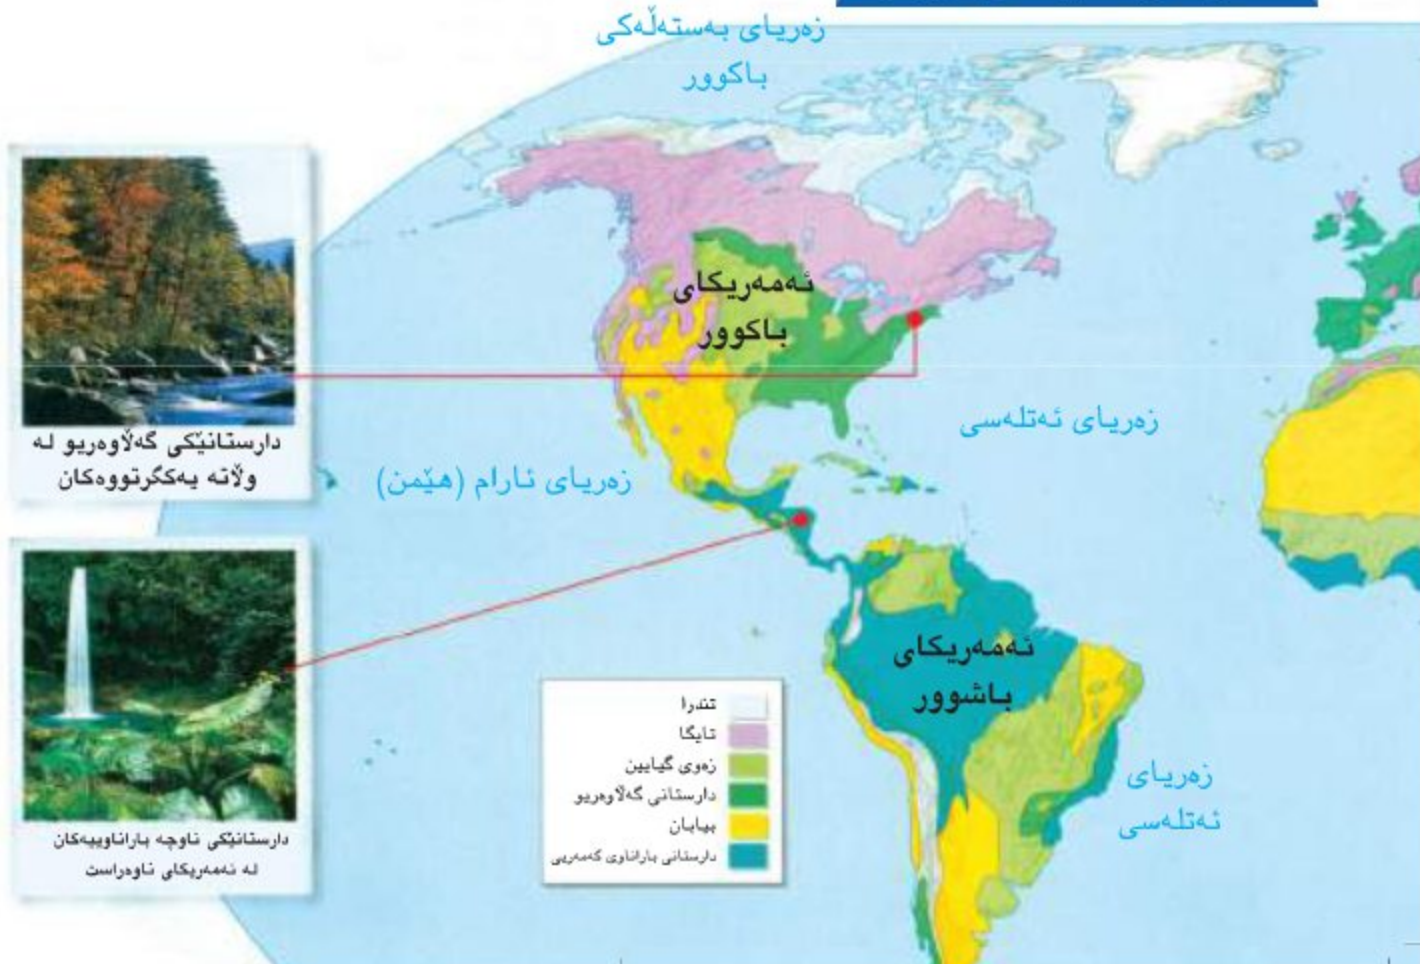 زەریای بەستەڵەکی
باکوور
ئەمەریکای
باکوور
زەریای ئەتلەسی
زەریای ئارام (هێمن)
دارستانێکی گەڵاوەریو لە
وڵاتە یەکگرتووەکان
ئەمەریکای
باشوور
زەریای
ئەتلەسی
تندرا
تایگا
زەوی گیایین
دارستانی گەڵاوەریو
بیابان
دارستانی باراناوی کەمەریی
دارستانێکی ناوچە باراناوییەکان
لە ئەمەریکای ناوەراست